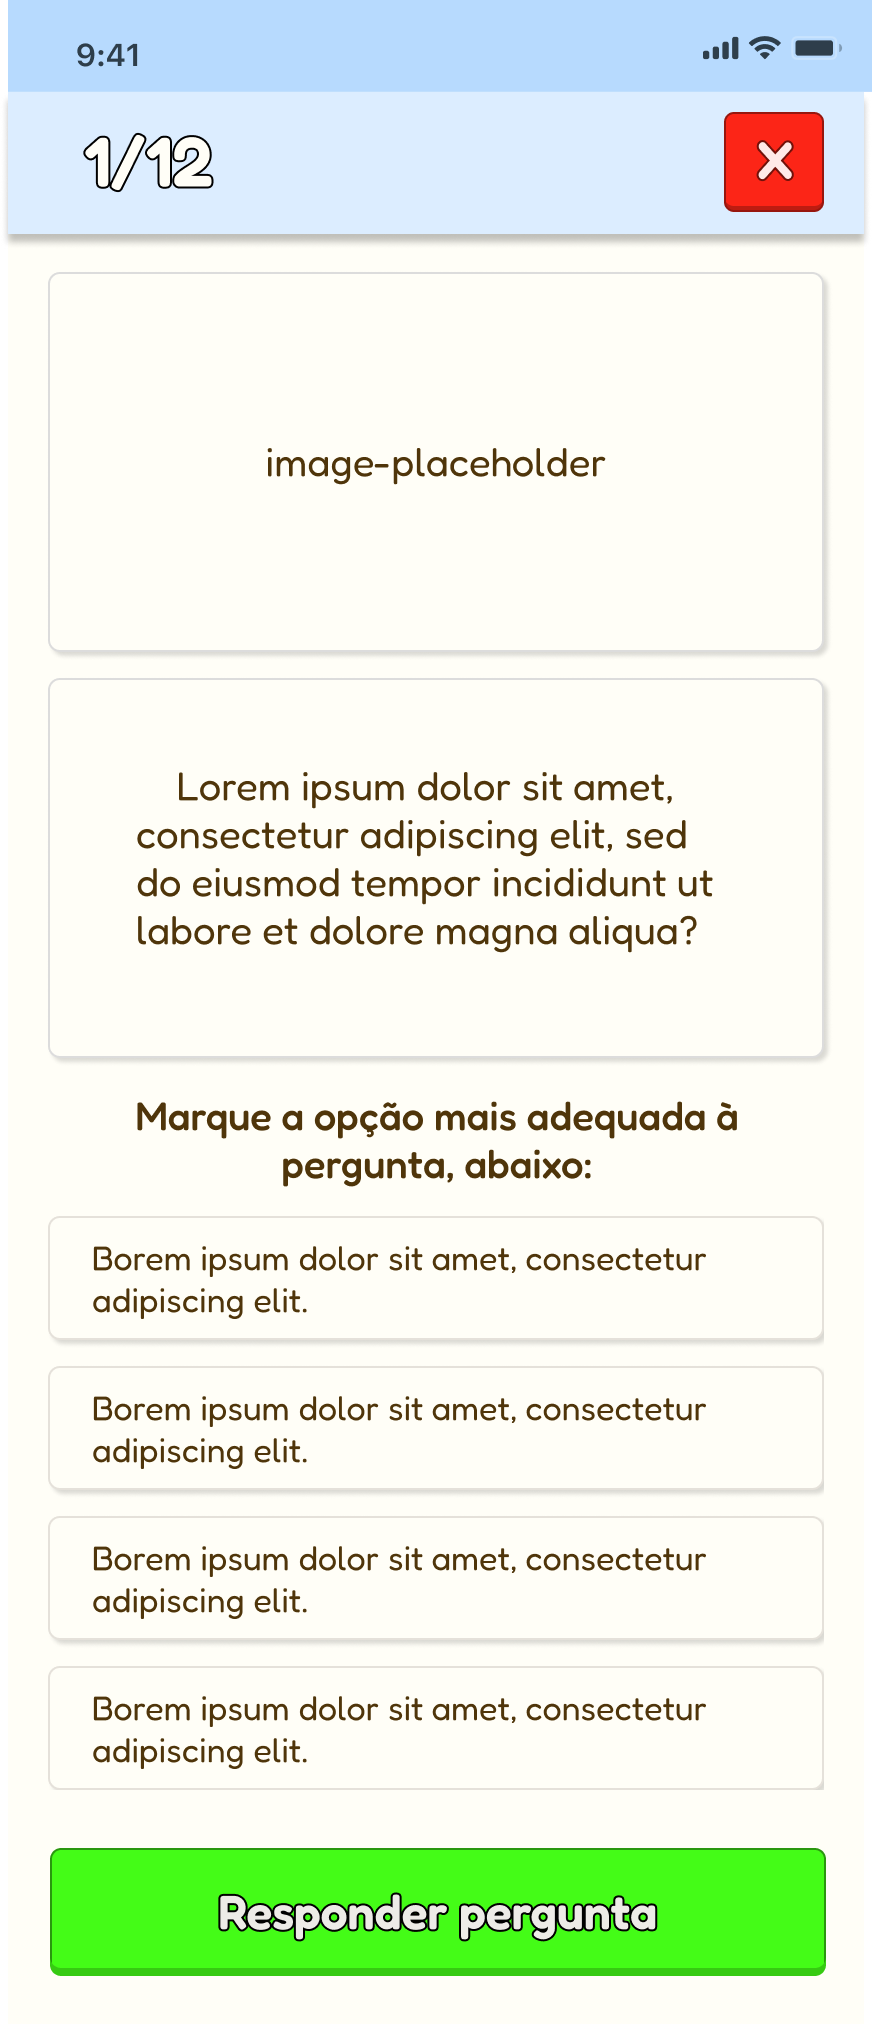 9:41
1/12
X
image-placeholder
Lorem ipsum dolor sit amet,
consectetur adipiscing elit, sed
do eiusmod tempor incididunt ut
labore et dolore magna aliqua?
Marque a opção mais adequada à
pergunta, abaixo:
Borem ipsum dolor sit amet, consectetur
adipiscing elit.
Borem ipsum dolor sit amet, consectetur
adipiscing elit.
Borem ipsum dolor sit amet, consectetur
adipiscing elit.
Borem ipsum dolor sit amet, consectetur
adipiscing elit.
Responder pergunta